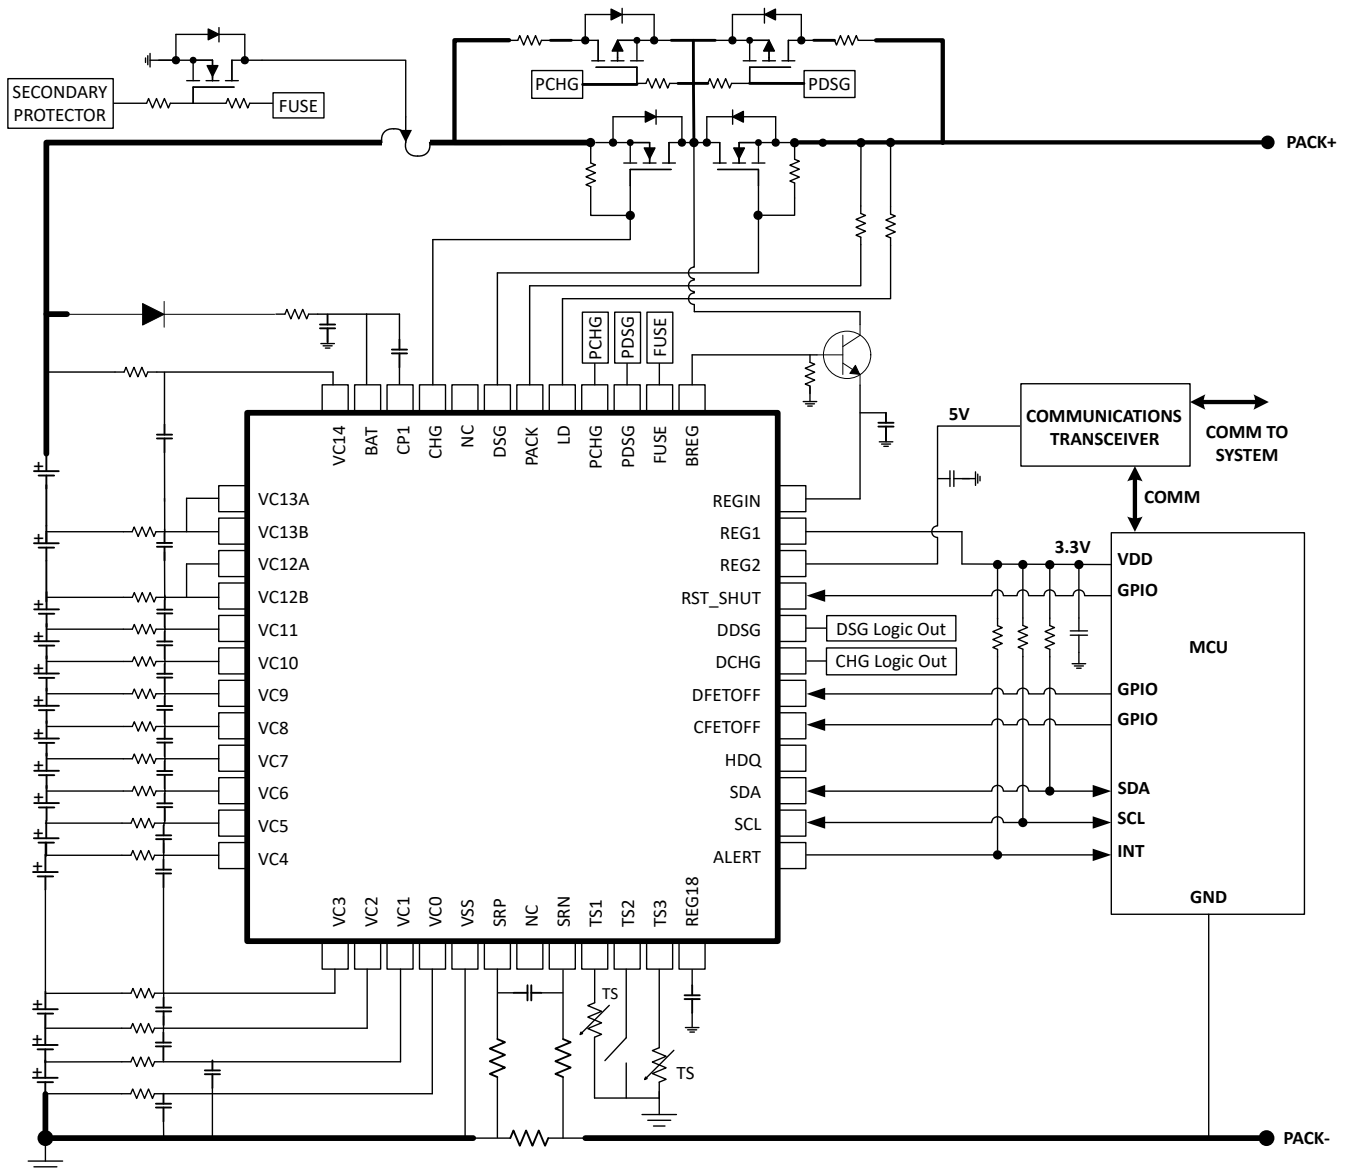 SECONDARY
PROTECTOR
FUSE
PCHG
PDSG
PACK+
PCHG
PDSG
FUSE
VC14
BAT
CP1
CHG
NC
DSG
PACK
LD
PCHG
PDSG
FUSE
BREG
5V
COMMUNICATIONS
TRANSCEIVER
COMM TO
SYSTEM
COMM
VC13A
VC13B
VC12A
VC12B
VC11
VC10
VC9
VC8
VC7
VC6
VC5
VC4
REGIN
REG1
REG2
RST_SHUT
DDSG
DCHG
DFETOFF
CFETOFF
HDQ
SDA
SCL
ALERT
DSG Logic Out
CHG Logic Out
3.3V
VDD
GPIO
MCU
GPIO
GPIO
SDA
SCL
INT
GND
VC3
VC2
VC1
VC0
VSS
SRP
NC
SRN
TS1
TS2
TS3
REG18
TS
TS
PACK-
+
+
+
+
+
+
+
+
+
+
+
+
+
+